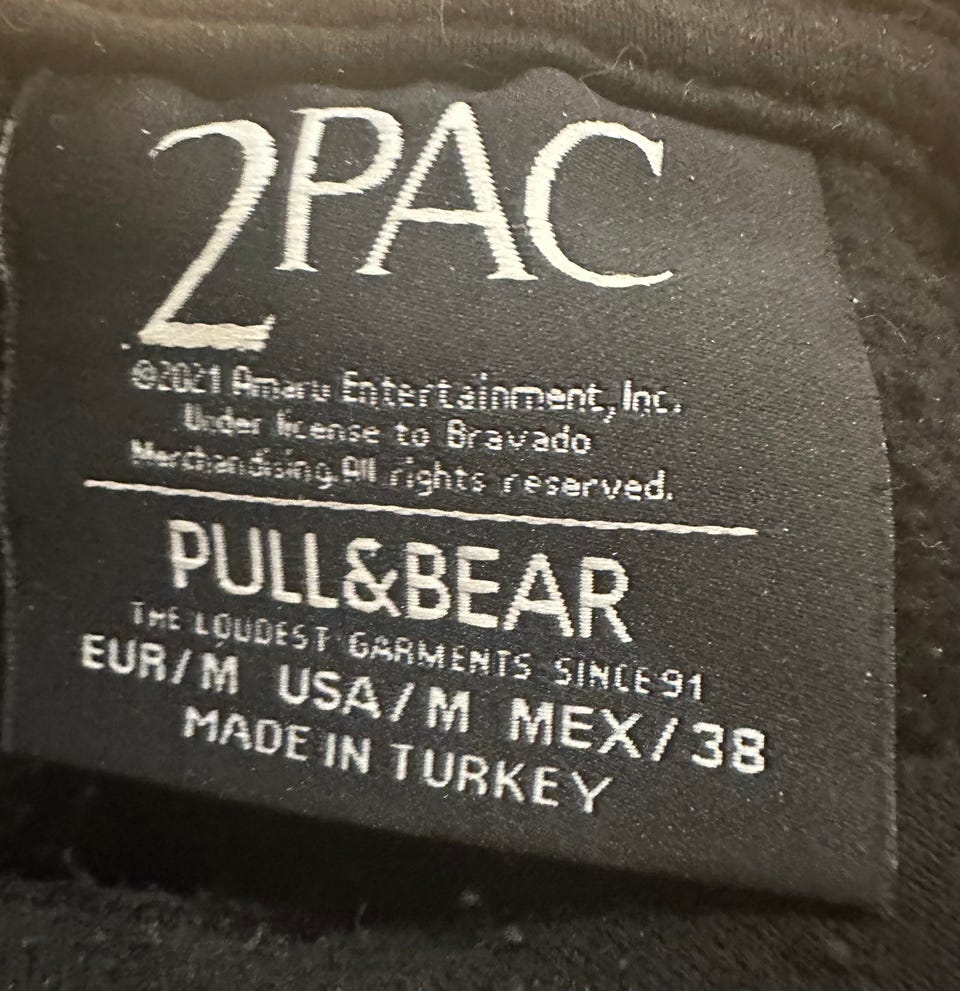 2PAC
©2021 Amaru Entertainment, Inc.
Under license to Bravado
Merchandising. All rights reserved.
PULL&BEAR
THE LOUDEST GARMENTS SINCE 91
EUR/M USA/M MEX/38
MADE IN TURKEY